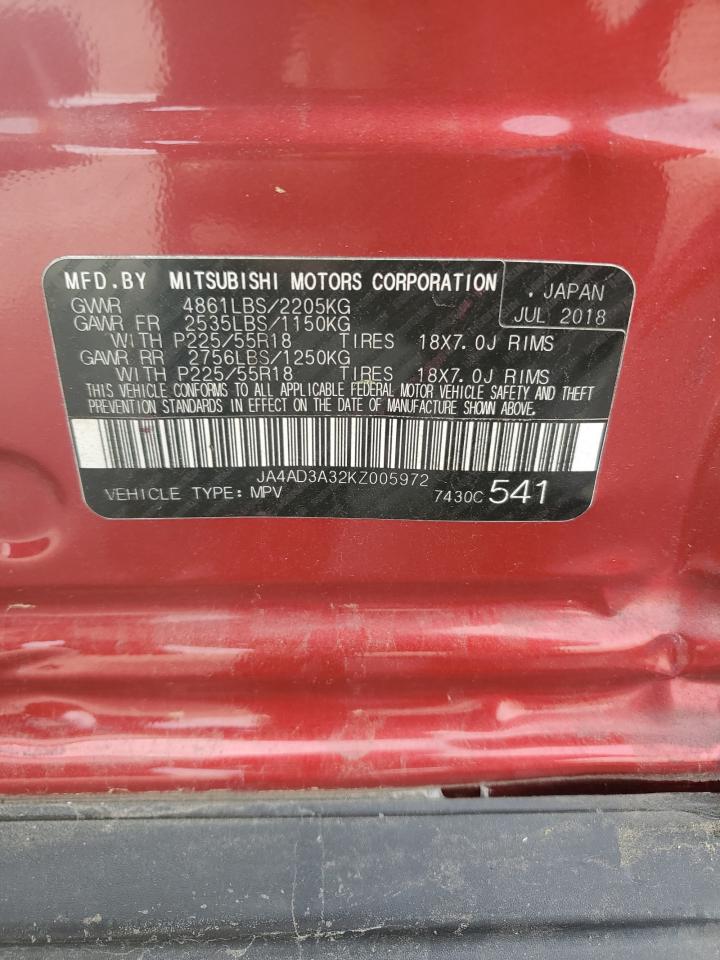 MFD.BY MITSUBISHI MOTORS CORPORATION . JAPAN
GVWR 4861LBS/2205KG JUL 2018
GAWR FR 2535LBS/1150KG
WITH P225/55R18 TIRES 18X7.0J RIMS
GAWR RR 2756LBS/1250KG
WITH P225/55R18 TIRES 18X7.0J RIMS
THIS VEHICLE CONFORMS TO ALL APPLICABLE FEDERAL MOTOR VEHICLE SAFETY AND THEFT
PREVENTION STANDARDS IN EFFECT ON THE DATE OF MANUFACTURE SHOWN ABOVE.
JA4AD3A32KZ005972
VEHICLE TYPE: MPV 7430C 541